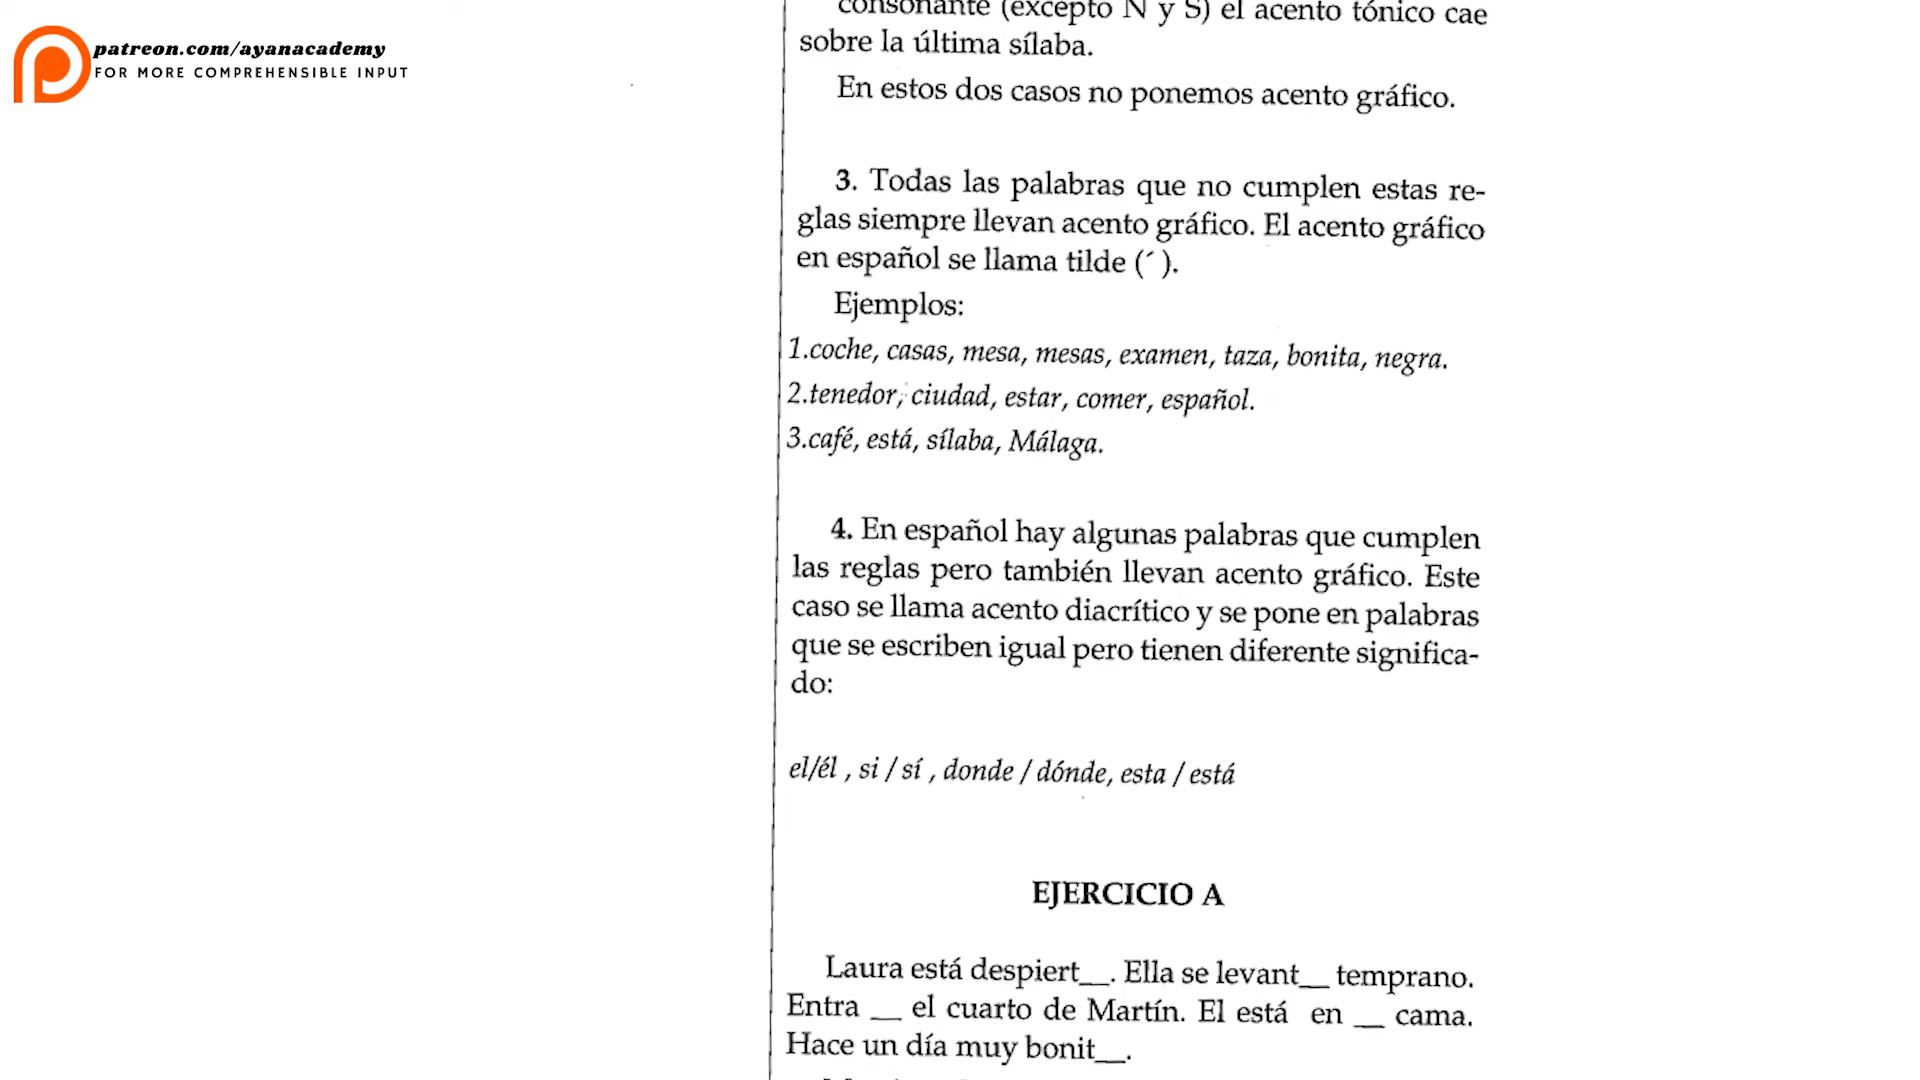 patreon.com/ayanacademy
FOR MORE COMPREHENSIBLE INPUT
consonante (excepto N y S) el acento tónico cae
sobre la última sílaba.
En estos dos casos no ponemos acento gráfico.
3. Todas las palabras que no cumplen estas re-
glas siempre llevan acento gráfico. El acento gráfico
en español se llama tilde (´ ).
Ejemplos:
1.coche, casas, mesa, mesas, examen, taza, bonita, negra.
2.tenedor, ciudad, estar, comer, español.
3.café, está, sílaba, Málaga.
4. En español hay algunas palabras que cumplen
las reglas pero también llevan acento gráfico. Este
caso se llama acento diacrítico y se pone en palabras
que se escriben igual pero tienen diferente significa-
do:
el/él , si / sí , donde / dónde, esta / está
EJERCICIO A
Laura está despiert__. Ella se levant__ temprano.
Entra __ el cuarto de Martín. El está en __ cama.
Hace un día muy bonit__.